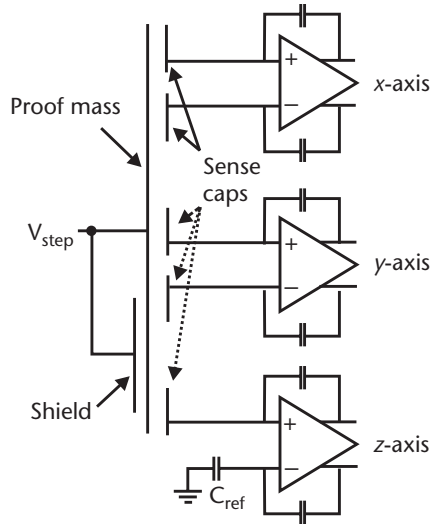 +
−
x-axis
Proof mass
Sense
caps
V_step
+
−
y-axis
Shield
+
−
z-axis
C_ref